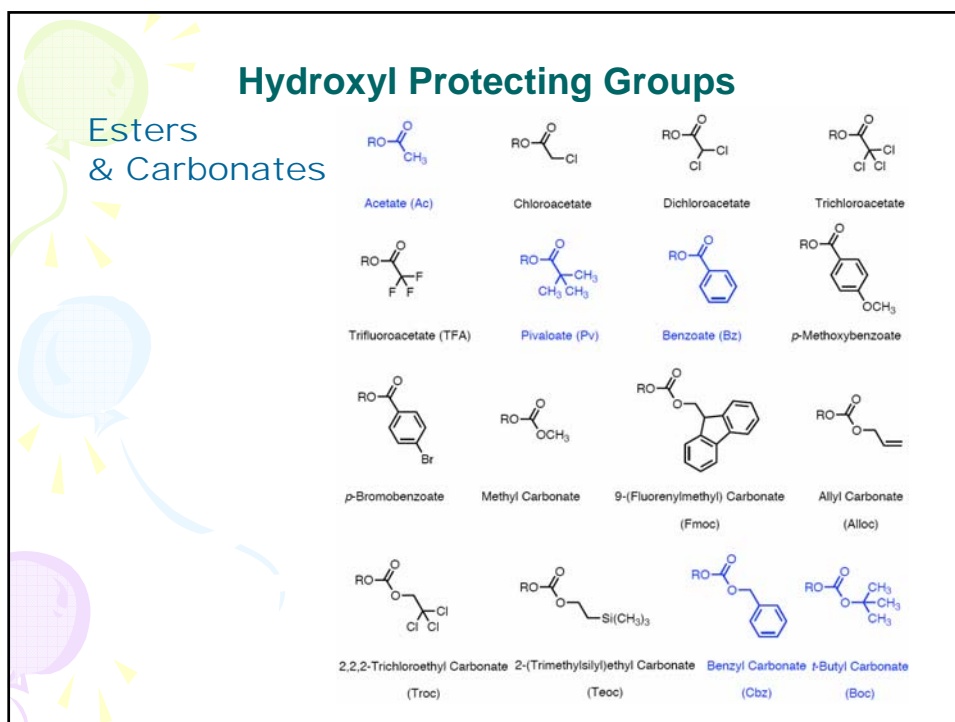 Hydroxyl Protecting Groups
Esters
& Carbonates
RO O CH3
RO O Cl
RO O Cl Cl
RO O Cl Cl Cl
Acetate (Ac) Chloroacetate Dichloroacetate Trichloroacetate
RO O F F F
RO O CH3 CH3 CH3
RO O
RO O OCH3
Trifluoroacetate (TFA) Pivaloate (Pv) Benzoate (Bz) p-Methoxybenzoate
RO O Br
RO O OCH3
RO O O
RO O O
p-Bromobenzoate Methyl Carbonate 9-(Fluorenylmethyl) Carbonate Allyl Carbonate
(Fmoc) (Alloc)
RO O O Cl Cl Cl
RO O O Si(CH3)3
RO O O
RO O O CH3 CH3 CH3
2,2,2-Trichloroethyl Carbonate 2-(Trimethylsilyl)ethyl Carbonate Benzyl Carbonate t-Butyl Carbonate
(Troc) (Teoc) (Cbz) (Boc)